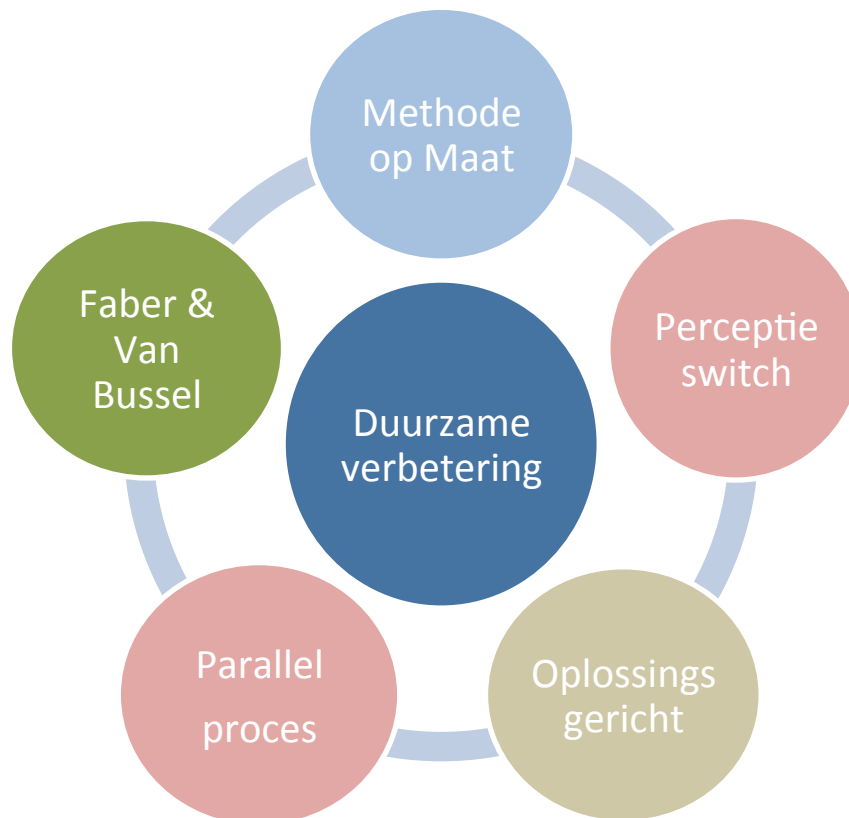 Methode
op Maat
Perceptie
switch
Oplossings
gericht
Parallel
proces
Faber &
Van
Bussel
Duurzame
verbetering